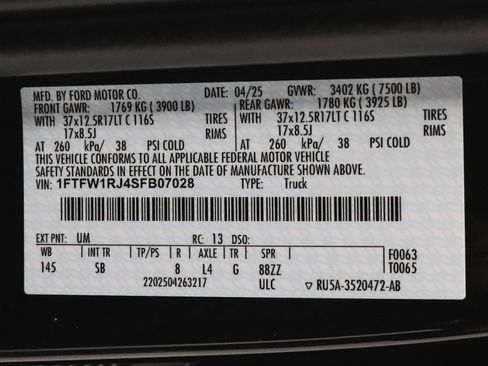 MFD. BY FORD MOTOR CO. 04/25 GVWR: 3402 KG ( 7500 LB)
FRONT GAWR: 1769 KG ( 3900 LB) REAR GAWR: 1780 KG ( 3925 LB)
WITH 37x12.5R17LT C 116S TIRES WITH 37x12.5R17LT C 116S TIRES
17x8.5J RIMS 17x8.5J RIMS
AT 260 kPa/ 38 PSI COLD AT 260 kPa/ 38 PSI COLD
THIS VEHICLE CONFORMS TO ALL APPLICABLE FEDERAL MOTOR VEHICLE
SAFETY STANDARDS IN EFFECT ON THE DATE OF MANUFACTURE SHOWN ABOVE.
VIN: 1FTFW1RJ4SFB07028 TYPE: Truck
EXT PNT: UM RC: 13 DSO:
WB INT TR TP/PS R AXLE TR SPR F0063
145 SB 8 L4 G 88ZZ T0065
2202504263217 ULC ▽ RU5A-3520472-AB